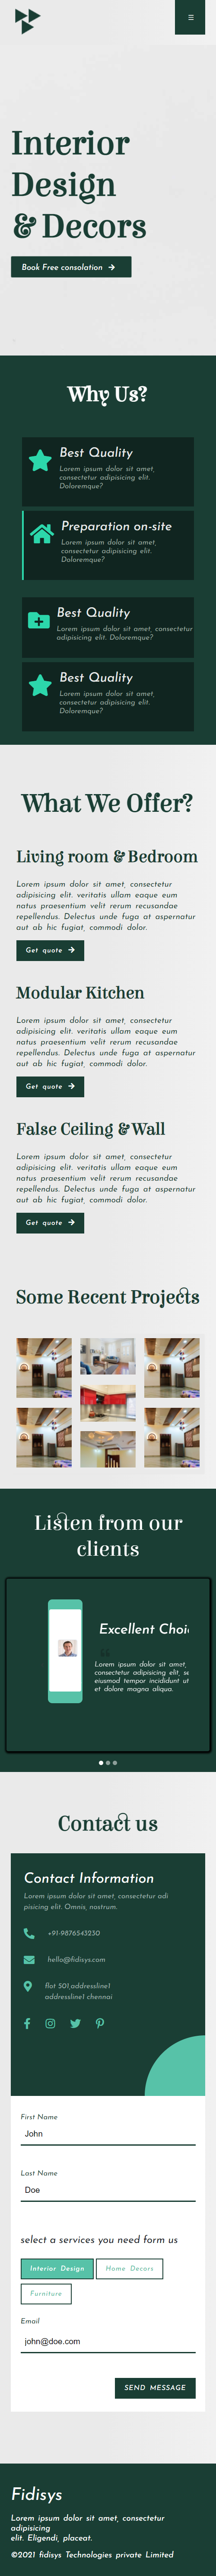 Interior
Design
& Decors
Book Free consolation
Why Us?
Best Quality
Lorem ipsum dolor sit amet,
consectetur adipisicing elit.
Doloremque?
Preparation on-site
Lorem ipsum dolor sit amet,
consectetur adipisicing elit.
Doloremque?
Best Quality
Lorem ipsum dolor sit amet, consectetur
adipisicing elit. Doloremque?
Best Quality
Lorem ipsum dolor sit amet,
consectetur adipisicing elit.
Doloremque?
What We Offer?
Living room & Bedroom
Lorem ipsum dolor sit amet, consectetur
adipisicing elit. veritatis ullam eaque eum
natus praesentium velit rerum recusandae
repellendus. Delectus unde fuga at aspernatur
aut ab hic fugiat, commodi dolor.
Get quote
Modular Kitchen
Lorem ipsum dolor sit amet, consectetur
adipisicing elit. veritatis ullam eaque eum
natus praesentium velit rerum recusandae
repellendus. Delectus unde fuga at aspernatur
aut ab hic fugiat, commodi dolor.
Get quote
False Ceiling & Wall
Lorem ipsum dolor sit amet, consectetur
adipisicing elit. veritatis ullam eaque eum
natus praesentium velit rerum recusandae
repellendus. Delectus unde fuga at aspernatur
aut ab hic fugiat, commodi dolor.
Get quote
Some Recent Projects
Listen from our
clients
Excellent Choi
Lorem ipsum dolor sit amet,
consectetur adipisicing elit, se
eiusmod tempor incididunt ut
et dolore magna aliqua.
Contact us
Contact Information
Lorem ipsum dolor sit amet, consectetur adi
pisicing elit. Omnis, nostrum.
+91-9876543230
hello@fidisys.com
flot 501,addressline1
addressline1 chennai
First Name
John
Last Name
Doe
select a services you need form us
Interior Design
Home Decors
Furniture
Email
john@doe.com
SEND MESSAGE
Fidisys
Lorem ipsum dolor sit amet, consectetur
adipisicing
elit. Eligendi, placeat.
©2021 fidisys Technologies private Limited